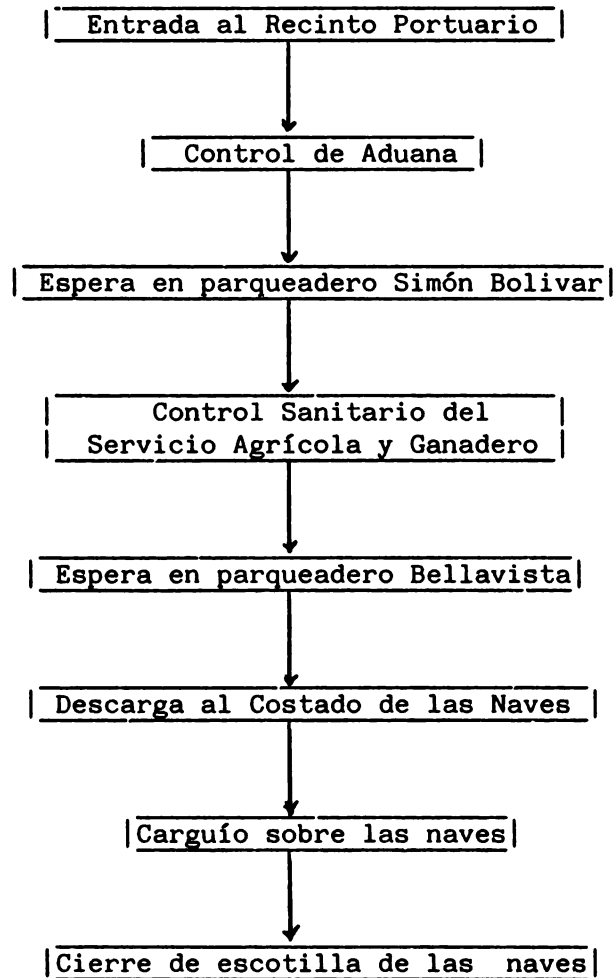 Entrada al Recinto Portuario
Control de Aduana
Espera en parqueadero Simón Bolivar
Control Sanitario del
Servicio Agrícola y Ganadero
Espera en parqueadero Bellavista
Descarga al Costado de las Naves
Carguío sobre las naves
Cierre de escotilla de las naves